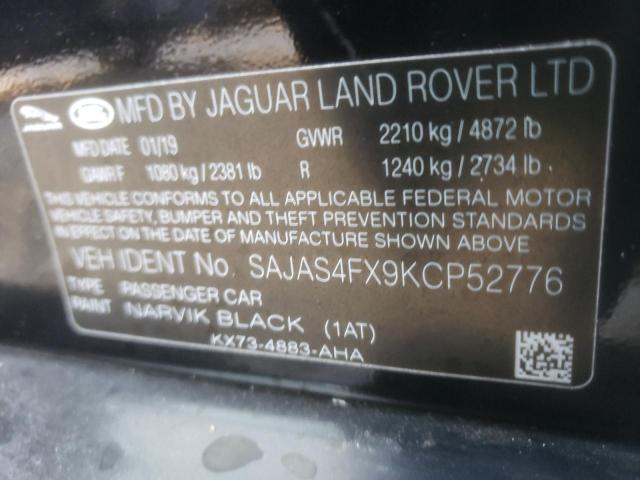 JAGUAR
MFD BY JAGUAR LAND ROVER LTD
MFD DATE 01/19 GVWR 2210 kg / 4872 lb
GAWR F 1080 kg / 2381 lb R 1240 kg / 2734 lb
THIS VEHICLE CONFORMS TO ALL APPLICABLE FEDERAL MOTOR
VEHICLE SAFETY, BUMPER AND THEFT PREVENTION STANDARDS
IN EFFECT ON THE DATE OF MANUFACTURE SHOWN ABOVE.
VEH IDENT No. SAJAS4FX9KCP52776
TYPE: PASSENGER CAR
PAINT: NARVIK BLACK (1AT)
KX73-4883-AHA